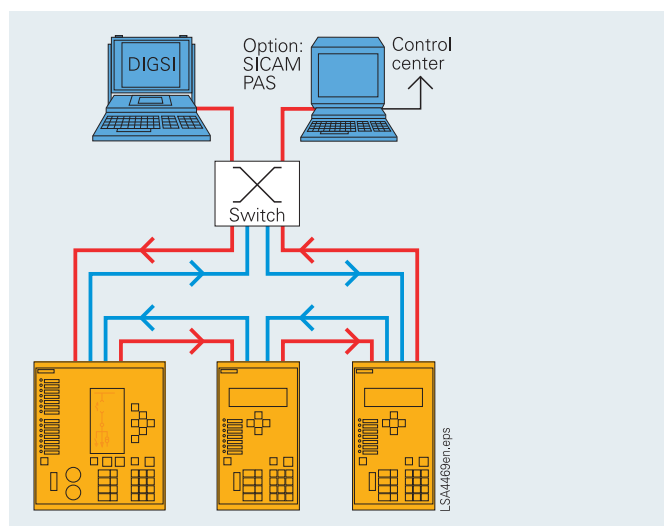 DIGSI
Option:
SICAM
PAS
Control
center
Switch
LSA4469en.eps